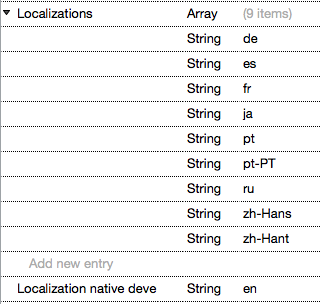 Localizations Array (9 items)
String de
String es
String fr
String ja
String pt
String pt-PT
String ru
String zh-Hans
String zh-Hant
Add new entry
Localization native deve String en